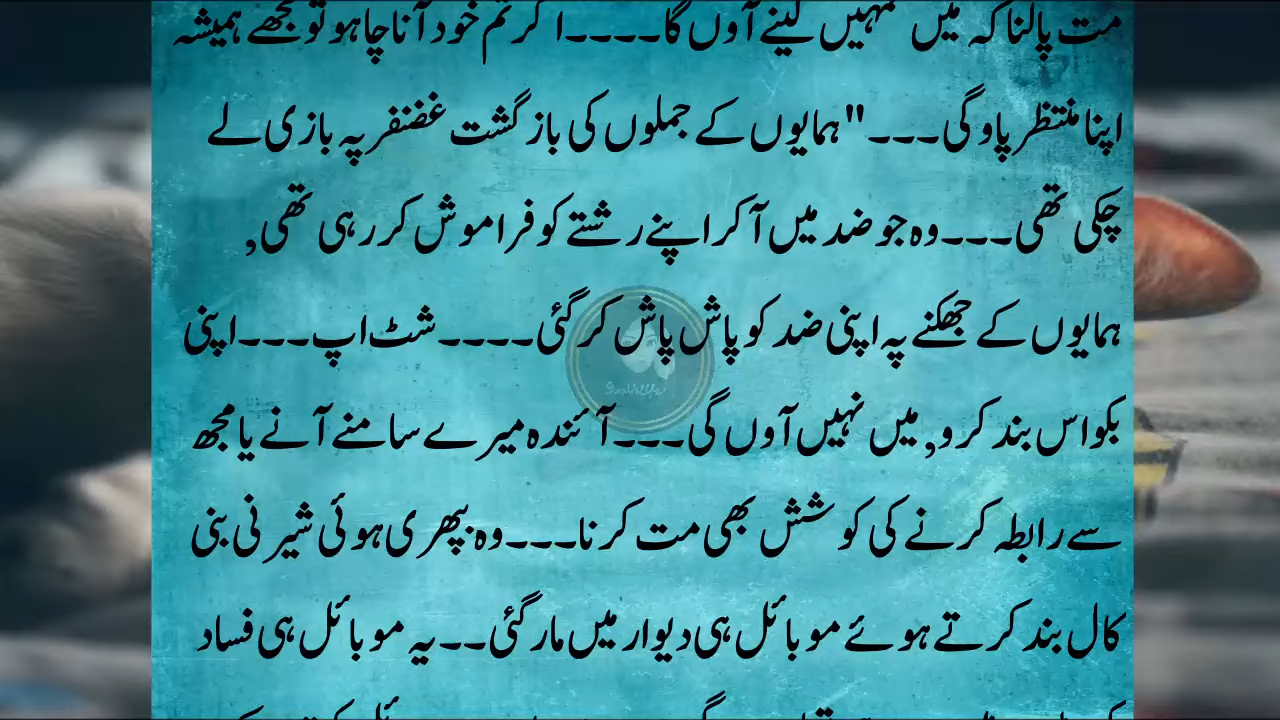 مت پالنا کہ میں تمہیں لینے آوں گا۔۔۔۔ اگر تم خود آنا چاہو تو مجھے ہمیشہ
اپنا منتظر پاو گی۔۔۔" ہمایوں کے جملوں کی بازگشت غضنفر پہ بازی لے
چکی تھی۔۔۔ وہ جو ضد میں آ کر اپنے رشتے کو فراموش کر رہی تھی,
ہمایوں کے جھکنے پہ اپنی ضد کو پاش پاش کر گئی۔۔۔۔ شٹ اپ۔۔۔ اپنی
بکواس بند کرو, میں نہیں آوں گی۔۔۔ آئندہ میرے سامنے آنے یا مجھ
سے رابطہ کرنے کی کوشش بھی مت کرنا۔۔۔ وہ بپھری ہوئی شیرنی بنی
کال بند کرتے ہوئے موبائل ہی دیوار میں مار گئی۔۔ یہ موبائل ہی فساد